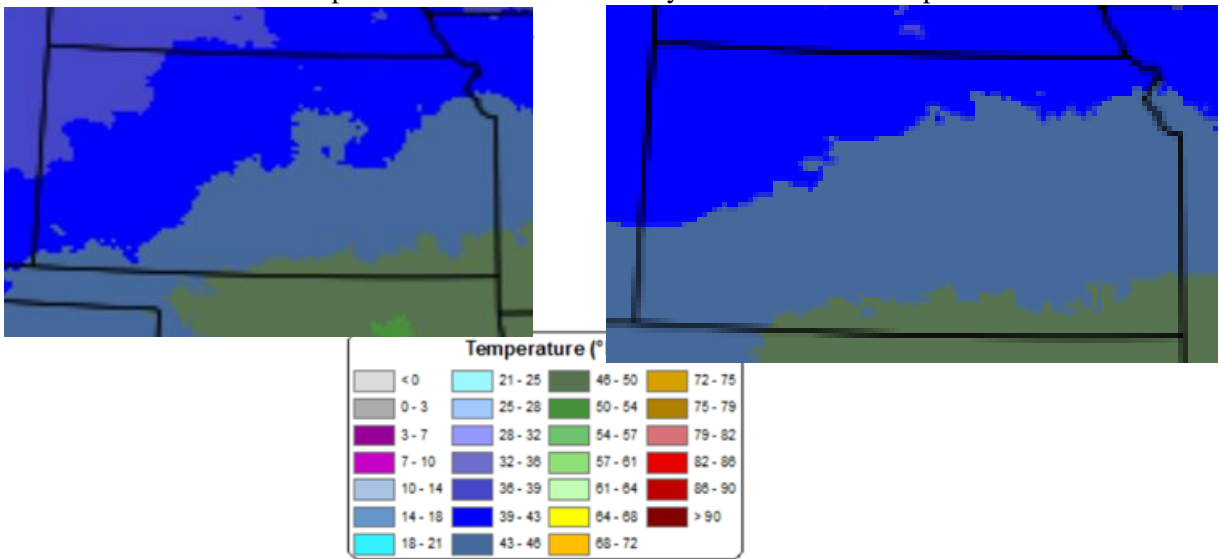 Temperature (°
< 0 21 - 25 46 - 50 72 - 75
0 - 3 25 - 28 50 - 54 75 - 79
3 - 7 28 - 32 54 - 57 79 - 82
7 - 10 32 - 36 57 - 61 82 - 86
10 - 14 36 - 39 61 - 64 86 - 90
14 - 18 39 - 43 64 - 68 > 90
18 - 21 43 - 46 68 - 72